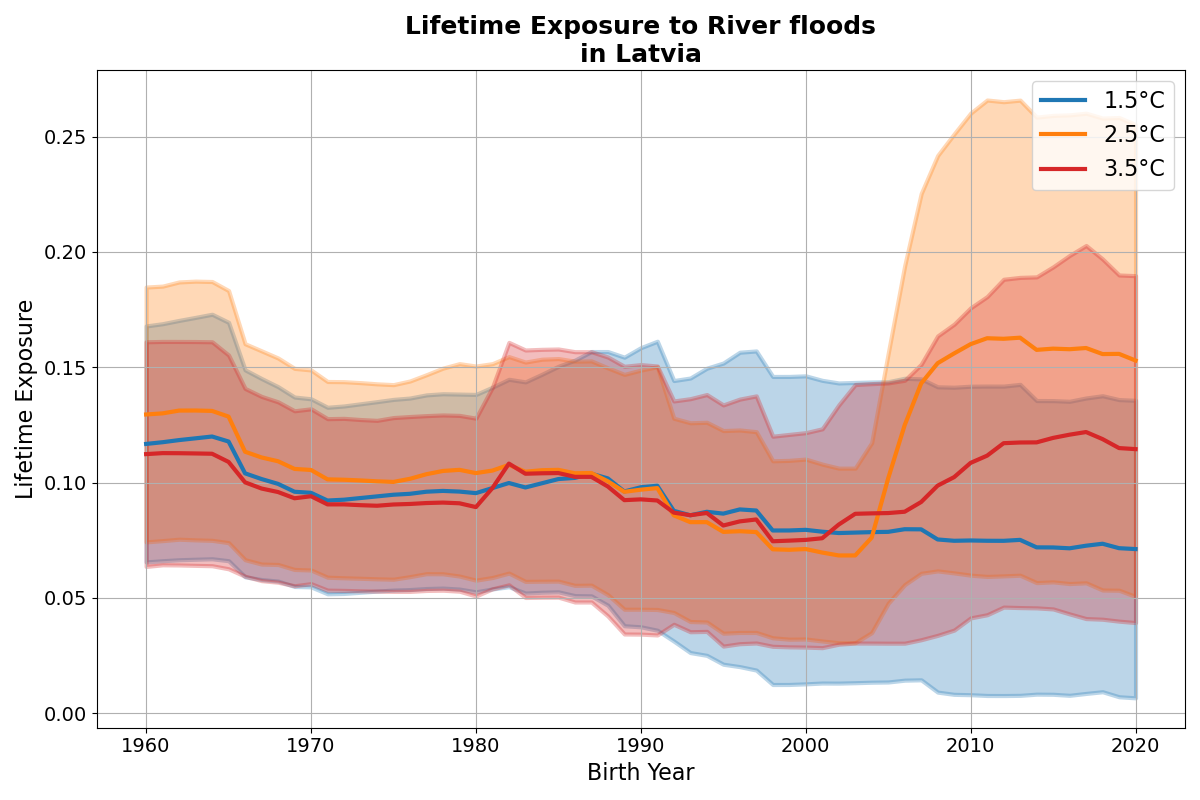 Lifetime Exposure to River floods
in Latvia
1.5°C
2.5°C
3.5°C
Lifetime Exposure
0.25
0.20
0.15
0.10
0.05
0.00
1960 1970 1980 1990 2000 2010 2020
Birth Year